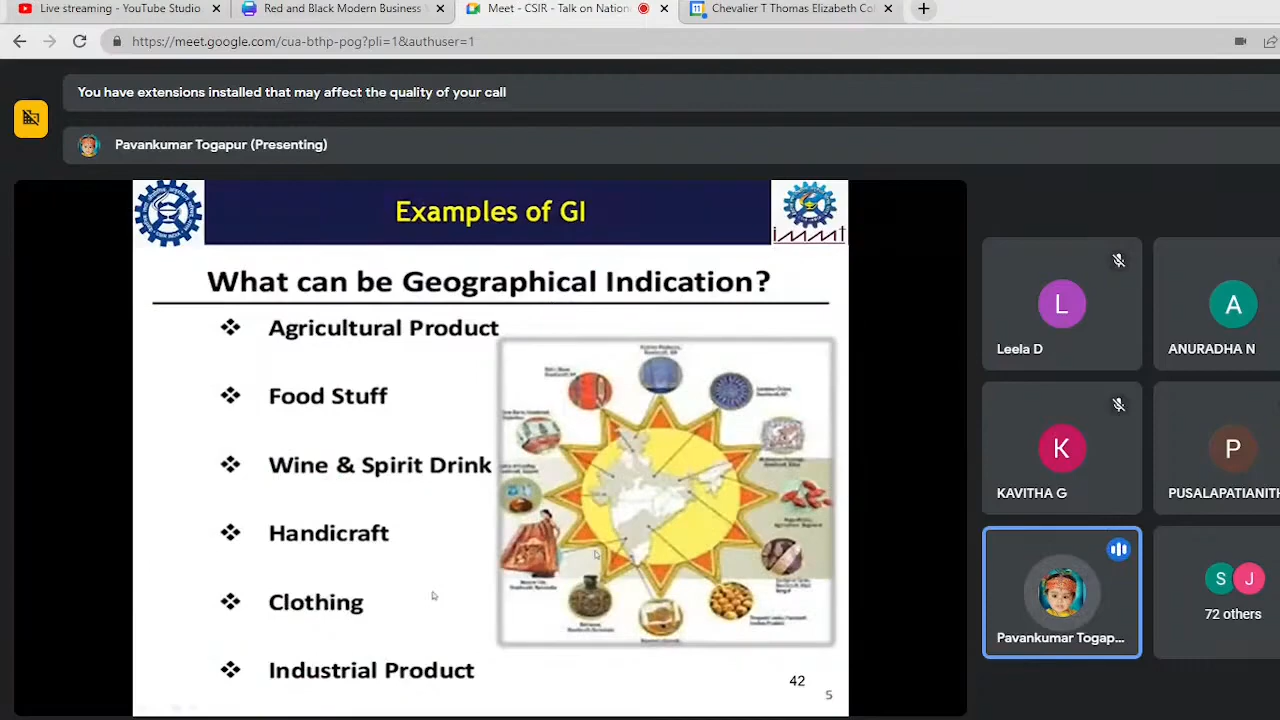 Live streaming - YouTube Studio
Red and Black Modern Business
Meet - CSIR - Talk on Nation
Chevalier T Thomas Elizabeth Col
https://meet.google.com/cua-bthp-pog?pli=1&authuser=1
You have extensions installed that may affect the quality of your call
Pavankumar Togapur (Presenting)
Examples of GI
immt
What can be Geographical Indication?
Agricultural Product
Food Stuff
Wine & Spirit Drink
Handicraft
Clothing
Industrial Product
42
5
L
Leela D
A
ANURADHA N
K
KAVITHA G
P
PUSALAPATIANITH
Pavankumar Togap...
S J
72 others